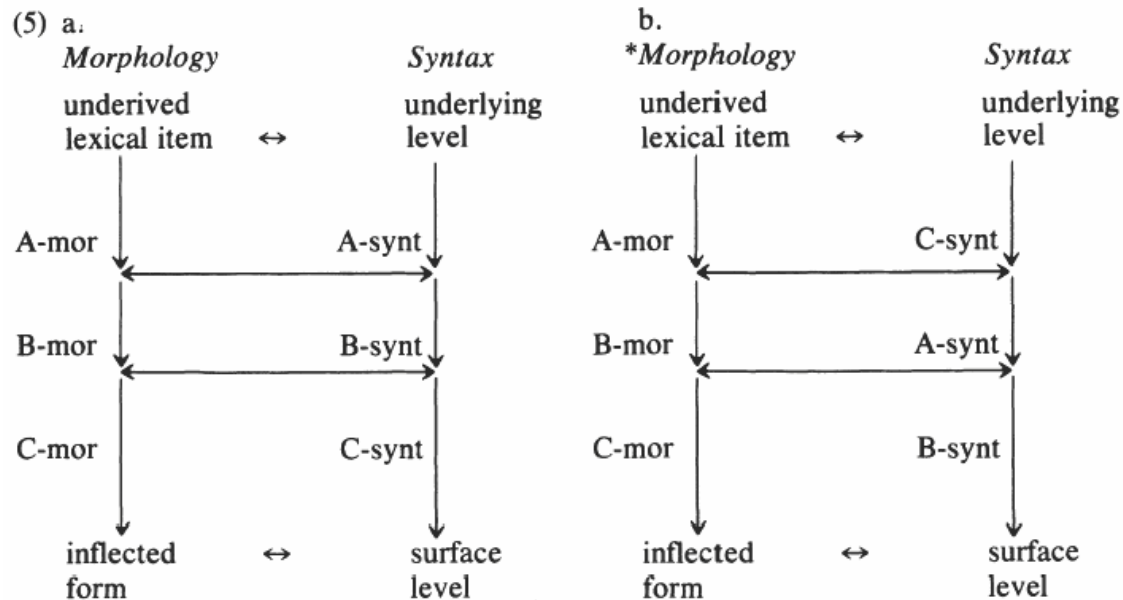 (5) a. b.
Morphology Syntax *Morphology Syntax
underived underlying underived underlying
lexical item ↔ level lexical item ↔ level
A-mor A-synt A-mor C-synt
B-mor B-synt B-mor A-synt
C-mor C-synt C-mor B-synt
inflected ↔ surface inflected ↔ surface
form level form level